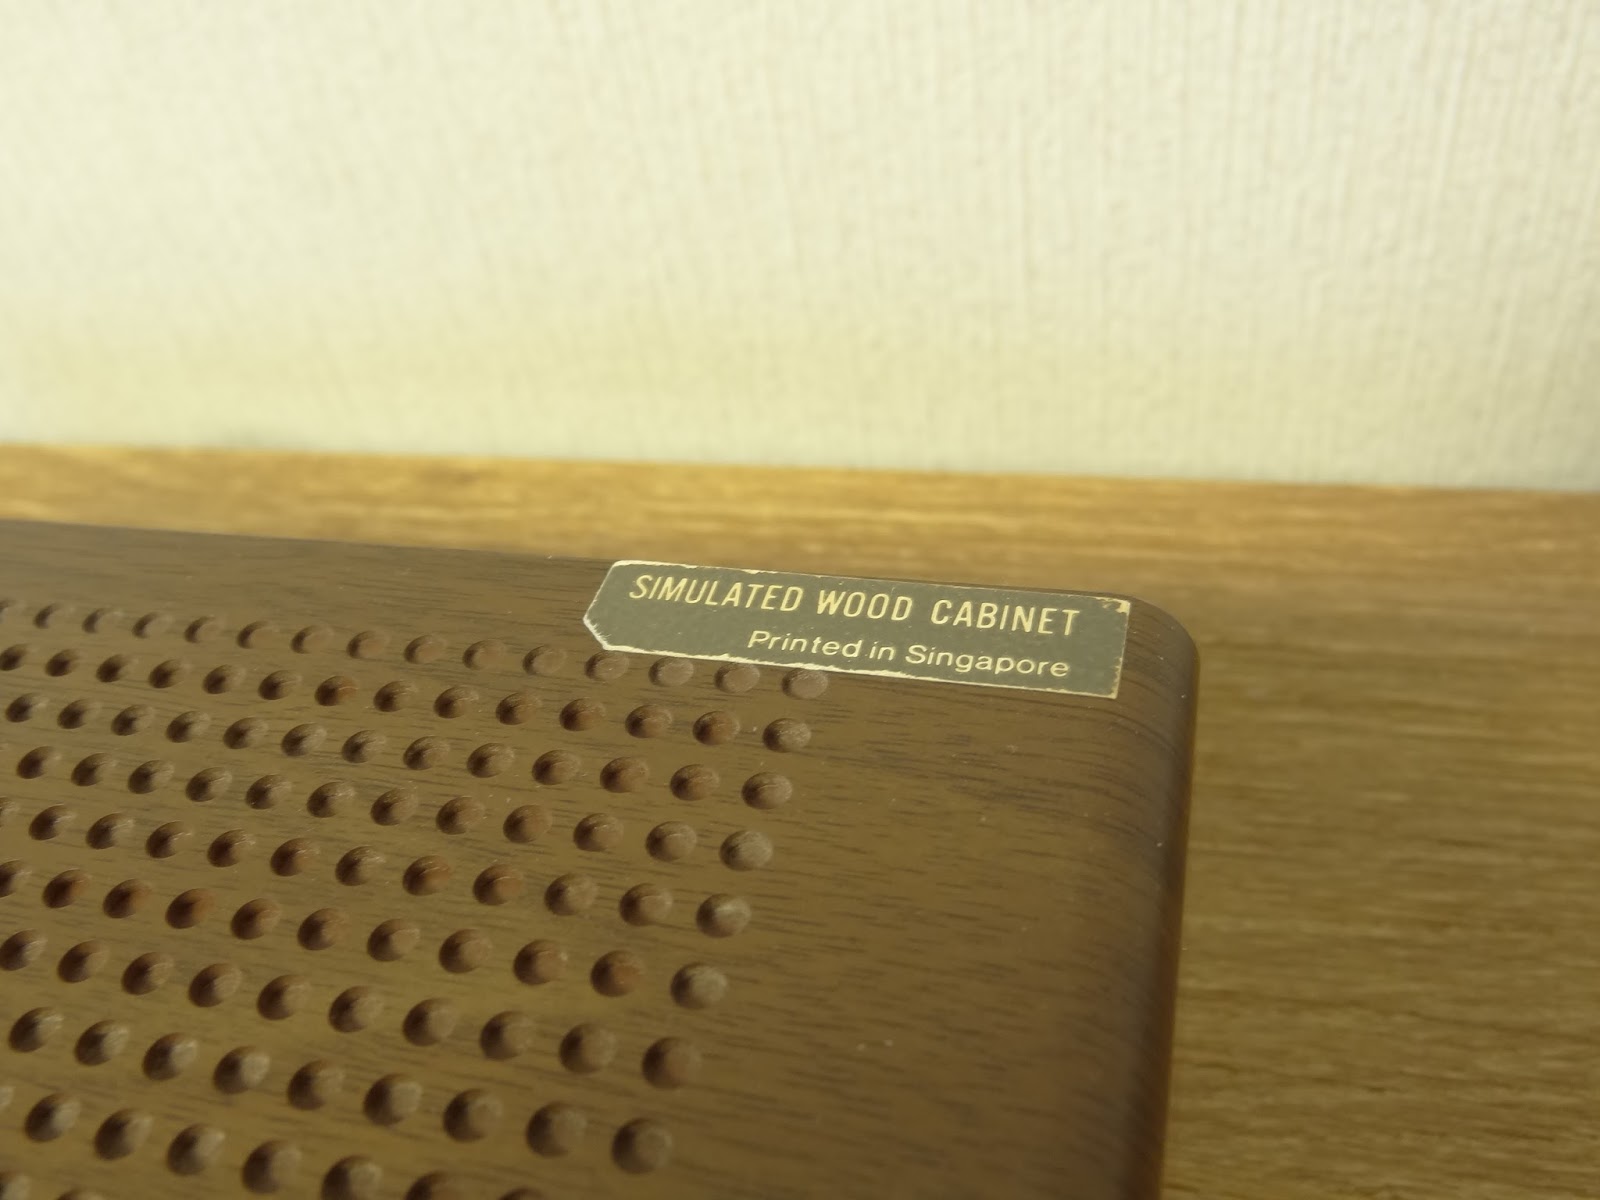 SIMULATED WOOD CABINET
Printed in Singapore